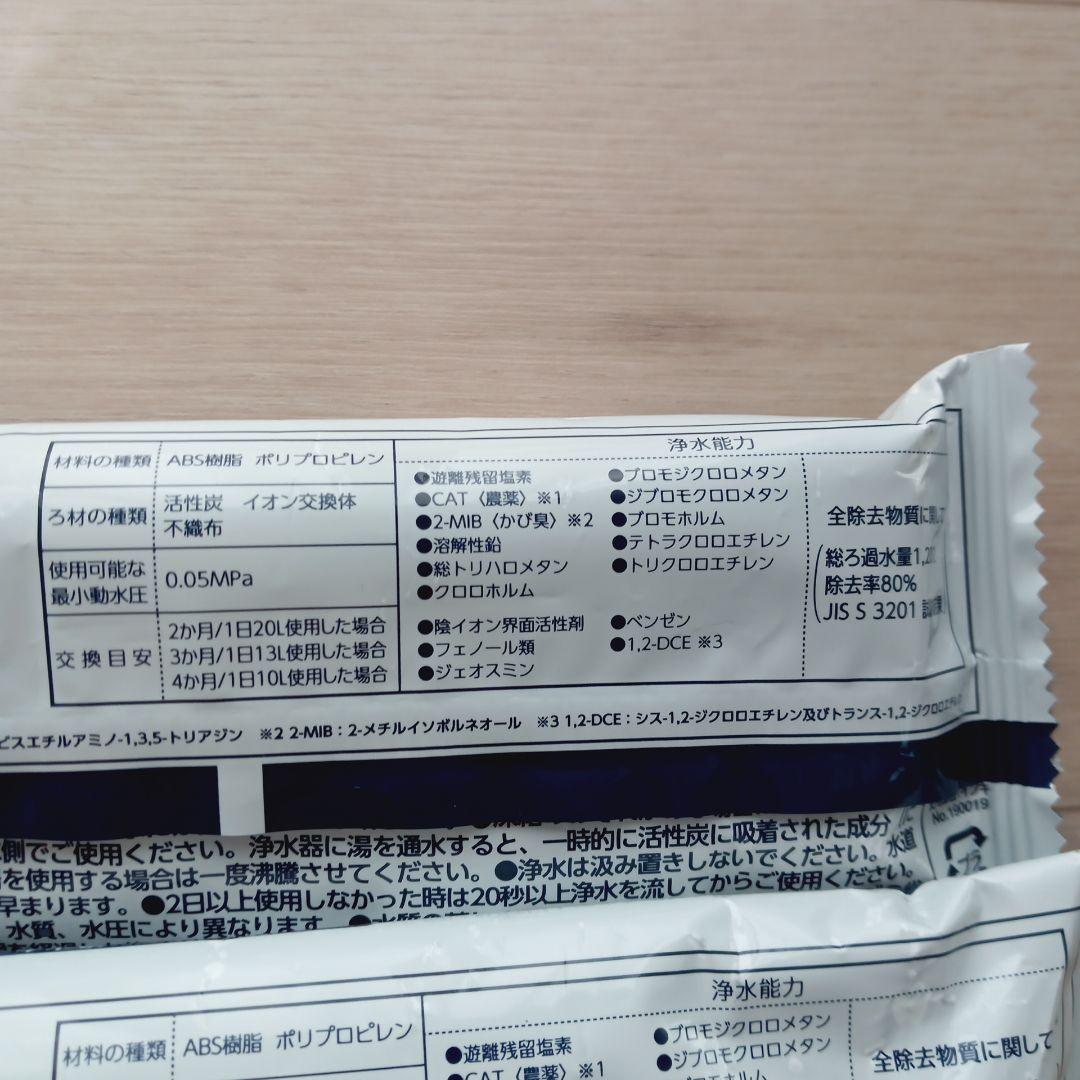 材料の種類 ABS樹脂 ポリプロピレン
ろ材の種類 活性炭 イオン交換体
不織布
使用可能な
最小動水圧 0.05MPa
交換目安
2か月/1日20L使用した場合
3か月/1日13L使用した場合
4か月/1日10L使用した場合
浄水能力
●遊離残留塩素
●CAT〈農薬〉※1
●2-MIB〈かび臭〉※2
●溶解性鉛
●総トリハロメタン
●クロロホルム
●陰イオン界面活性剤
●フェノール類
●ジェオスミン
●ブロモジクロロメタン
●ジブロモクロロメタン
●ブロモホルム
●テトラクロロエチレン
●トリクロロエチレン
●ベンゼン
●1,2-DCE ※3
全除去物質に関して
総ろ過水量1,20
除去率80%
JIS S 3201
ビスエチルアミノ-1,3,5-トリアジン ※2 2-MIB：2-メチルイソボルネオール ※3 1,2-DCE：シス-1,2-ジクロロエチレン及びトランス-1,2-ジクロロエチレン
No.190019
プラ
側でご使用ください。浄水器に湯を通水すると、一時的に活性炭に吸着された成分
を使用する場合は一度沸騰させてください。●浄水は汲み置きしないでください。水道
早まります。●2日以上使用しなかった時は20秒以上浄水を流してからご使用ください。
水質、水圧により異なります。
浄水能力
材料の種類 ABS樹脂 ポリプロピレン
●遊離残留塩素
●CAT〈農薬〉※1
●ブロモジクロロメタン
●ジブロモクロロメタン
全除去物質に関して